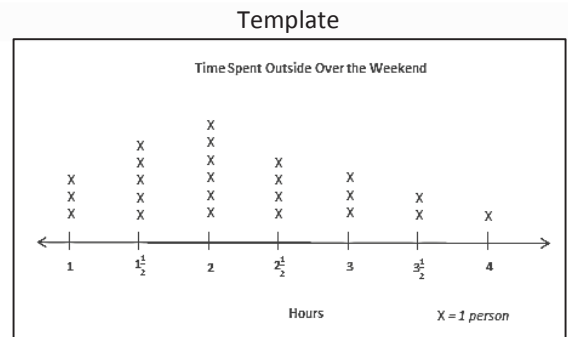 Template
Time Spent Outside Over the Weekend
X
X
X X
X X X X X
X X X X X X
X X X X X X X
1 1½ 2 2½ 3 3½ 4
Hours
X = 1 person